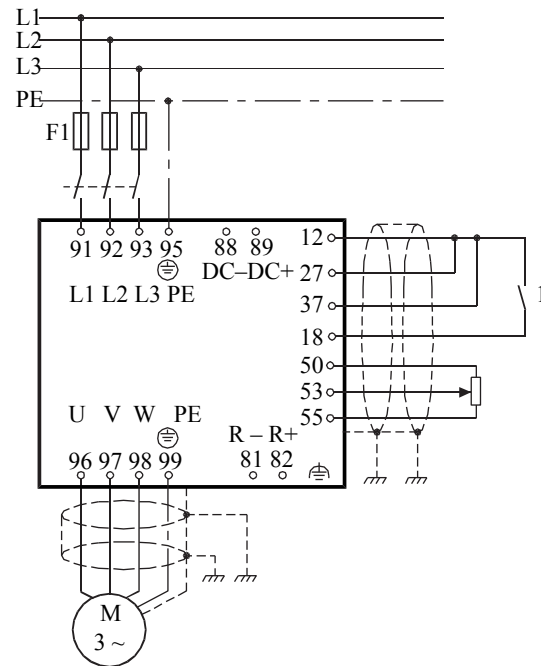 L1
L2
L3
PE
F1
91 92 93 95 88 89 12
DC–DC+ 27
L1 L2 L3 PE
37
1
18
50
53
U V W PE
55
R – R+
96 97 98 99 81 82
M
3 ~